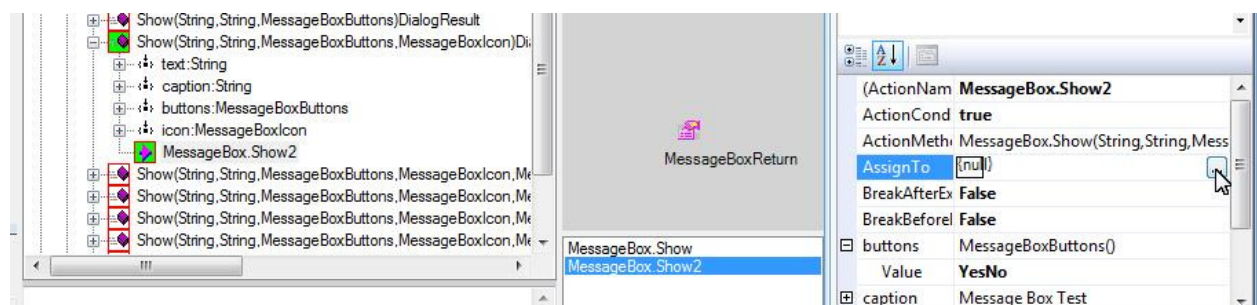 Show(String,String,MessageBoxButtons)DialogResult
Show(String,String,MessageBoxButtons,MessageBoxIcon)Di
text:String
caption:String
buttons:MessageBoxButtons
icon:MessageBoxIcon
MessageBox.Show2
Show(String,String,MessageBoxButtons,MessageBoxIcon,Me
Show(String,String,MessageBoxButtons,MessageBoxIcon,Me
Show(String,String,MessageBoxButtons,MessageBoxIcon,Me
Show(String,String,MessageBoxButtons,MessageBoxIcon,Me
MessageBoxReturn
MessageBox.Show
MessageBox.Show2
(ActionNam MessageBox.Show2
ActionCond true
ActionMeth MessageBox.Show(String,String,Mess
AssignTo {null}
BreakAfterEx False
BreakBefore False
buttons MessageBoxButtons()
Value YesNo
caption Message Box Test